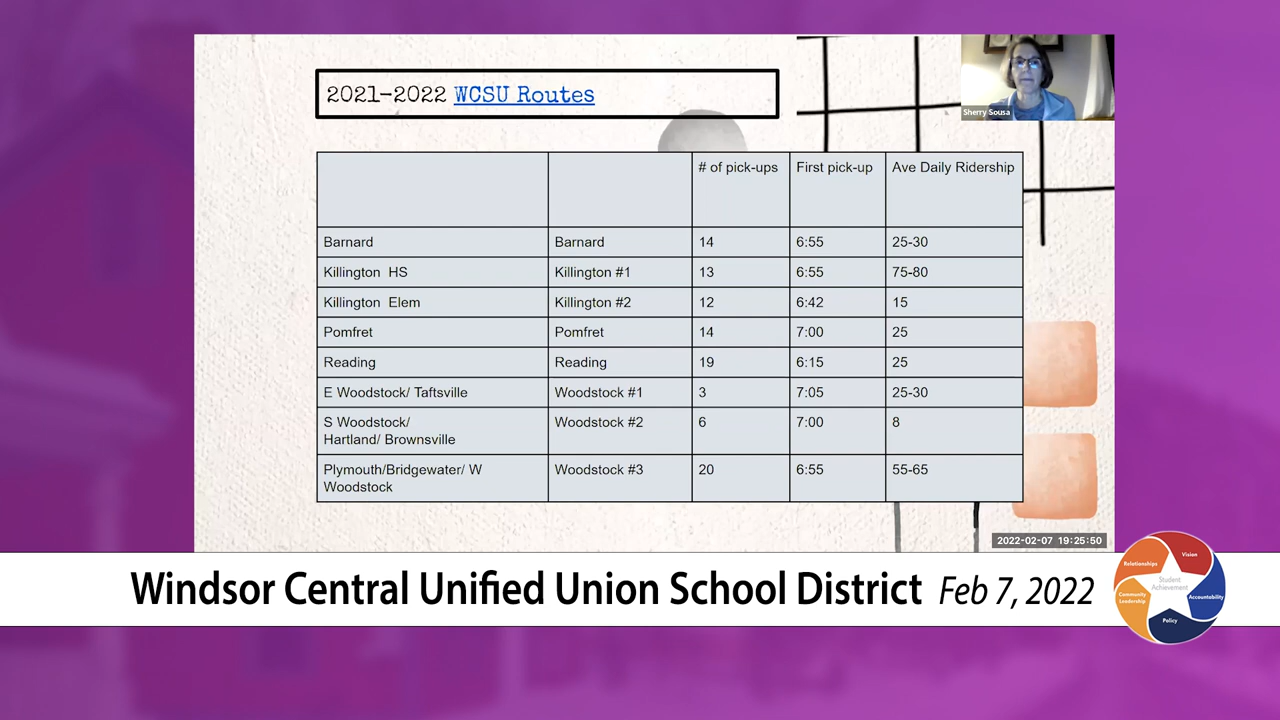 2021-2022 WCSU Routes
Sherry Sousa
# of pick-ups First pick-up Ave Daily Ridership
Barnard Barnard 14 6:55 25-30
Killington HS Killington #1 13 6:55 75-80
Killington Elem Killington #2 12 6:42 15
Pomfret Pomfret 14 7:00 25
Reading Reading 19 6:15 25
E Woodstock/ Taftsville Woodstock #1 3 7:05 25-30
S Woodstock/ Woodstock #2 6 7:00 8
Hartland/ Brownsville
Plymouth/Bridgewater/ W Woodstock #3 20 6:55 55-65
Woodstock
2022-02-07 19:25:50
Windsor Central Unified Union School District Feb 7, 2022
Vision
Relationships
Student
Achievement
Community
Leadership
Accountability
Policy